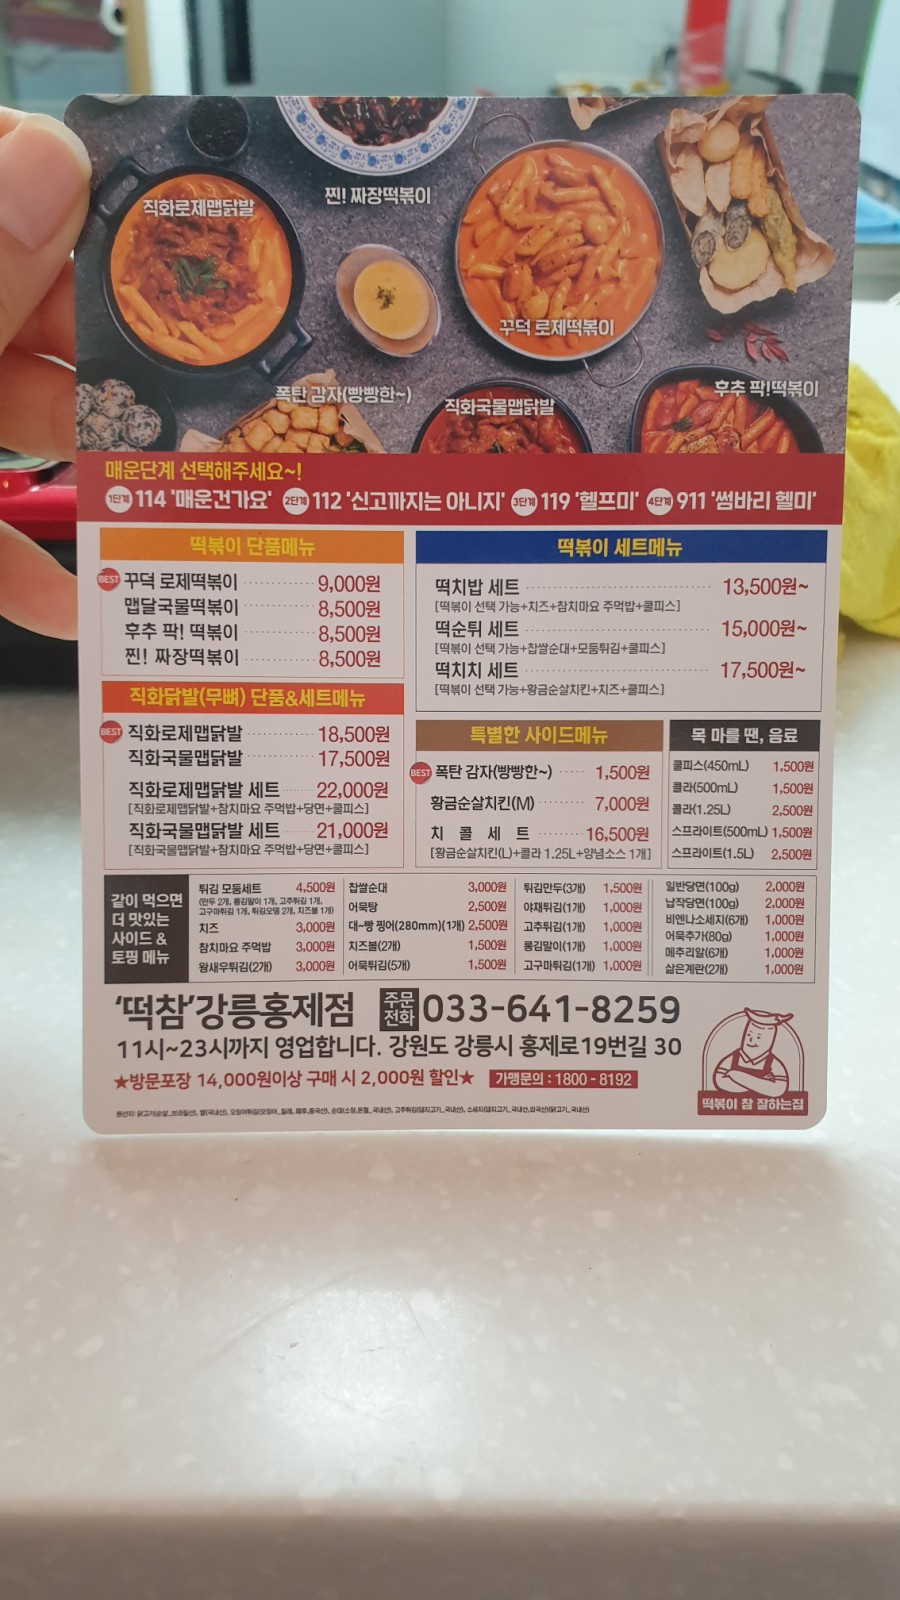 직화로제맵닭발
찐! 짜장떡볶이
꾸덕 로제떡볶이
폭탄 감자(빵빵한~)
직화국물맵닭발
후추 팍!떡볶이
매운단계 선택해주세요~!
1단계 114 '매운건가요' 2단계 112 '신고까지는 아니지' 3단계 119 '헬프미' 4단계 911 '썸바리 헬미'
떡볶이 단품메뉴
BEST 꾸덕 로제떡볶이 9,000원
맵달국물떡볶이 8,500원
후추 팍! 떡볶이 8,500원
찐! 짜장떡볶이 8,500원
떡볶이 세트메뉴
떡치밥 세트 13,500원~
[떡볶이 선택 가능+치즈+참치마요 주먹밥+쿨피스]
떡순튀 세트 15,000원~
[떡볶이 선택 가능+찹쌀순대+모둠튀김+쿨피스]
떡치치 세트 17,500원~
[떡볶이 선택 가능+황금순살치킨+치즈+쿨피스]
직화닭발(무뼈) 단품&세트메뉴
BEST 직화로제맵닭발 18,500원
직화국물맵닭발 17,500원
직화로제맵닭발 세트 22,000원
[직화로제맵닭발+참치마요 주먹밥+당면+쿨피스]
직화국물맵닭발 세트 21,000원
[직화국물맵닭발+참치마요 주먹밥+당면+쿨피스]
특별한 사이드메뉴
BEST 폭탄 감자(빵빵한~) 1,500원
황금순살치킨(M) 7,000원
치 콜 세 트 16,500원
[황금순살치킨(L)+콜라 1.25L+양념소스 1개]
목 마를 땐, 음료
쿨피스(450mL) 1,500원
콜라(500mL) 1,500원
콜라(1.25L) 2,500원
스프라이트(500mL) 1,500원
스프라이트(1.5L) 2,500원
같이 먹으면
더 맛있는
사이드 &
토핑 메뉴
튀김 모둠세트 4,500원
(만두 2개, 롱김말이 1개, 고추튀김 1개,
고구마튀김 1개, 튀김오뎅 2개, 치즈볼 1개)
치즈 3,000원
참치마요 주먹밥 3,000원
왕새우튀김(2개) 3,000원
찹쌀순대 3,000원
어묵탕 2,500원
대~빵 핑어(280mm)(1개) 2,500원
치즈볼(2개) 1,500원
어묵튀김(5개) 1,500원
튀김만두(3개) 1,500원
야채튀김(1개) 1,000원
고추튀김(1개) 1,000원
롱김말이(1개) 1,000원
고구마튀김(1개) 1,000원
일반당면(100g) 2,000원
납작당면(100g) 2,000원
비엔나소세지(6개) 1,000원
어묵추가(80g) 1,000원
메추리알(6개) 1,000원
삶은계란(2개) 1,000원
'떡참'강릉홍제점 주문전화 033-641-8259
11시~23시까지 영업합니다. 강원도 강릉시 홍제로19번길 30
★방문포장 14,000원이상 구매 시 2,000원 할인★ 가맹문의 : 1800 - 8192
떡볶이 참 잘하는집